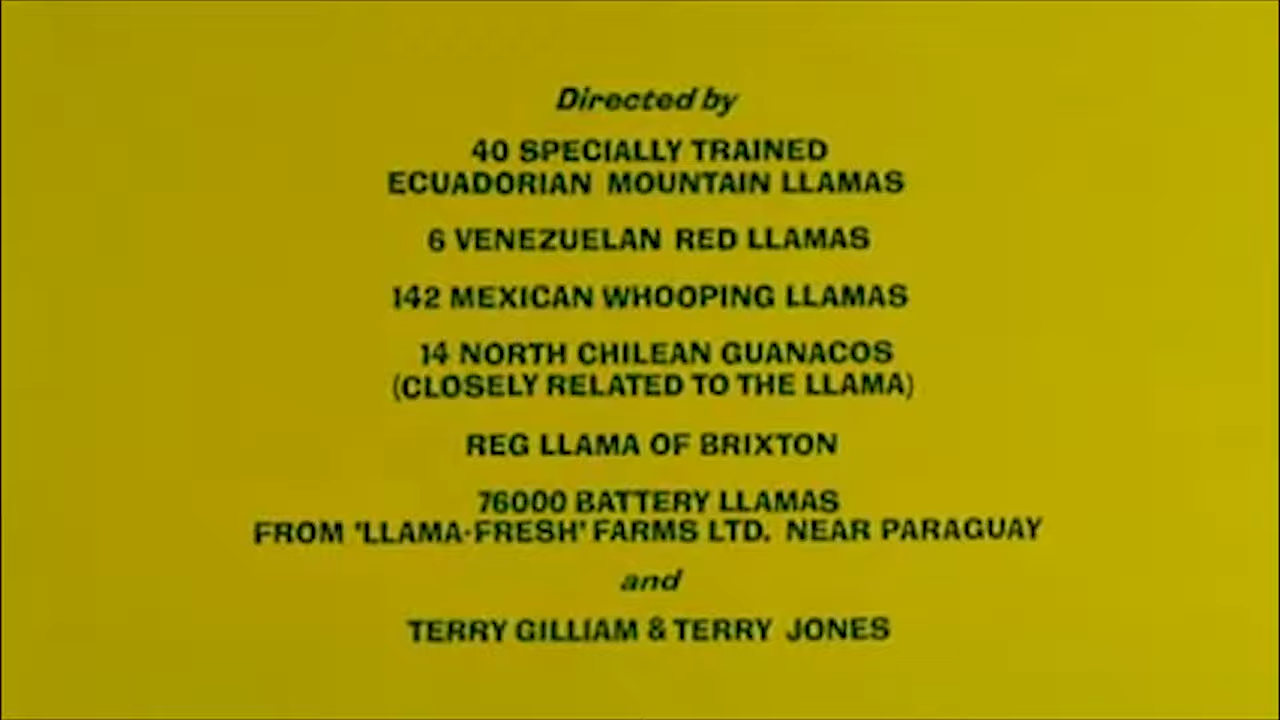 Directed by
40 SPECIALLY TRAINED
ECUADORIAN MOUNTAIN LLAMAS
6 VENEZUELAN RED LLAMAS
142 MEXICAN WHOOPING LLAMAS
14 NORTH CHILEAN GUANACOS
(CLOSELY RELATED TO THE LLAMA)
REG LLAMA OF BRIXTON
76000 BATTERY LLAMAS
FROM 'LLAMA-FRESH' FARMS LTD. NEAR PARAGUAY
and
TERRY GILLIAM & TERRY JONES